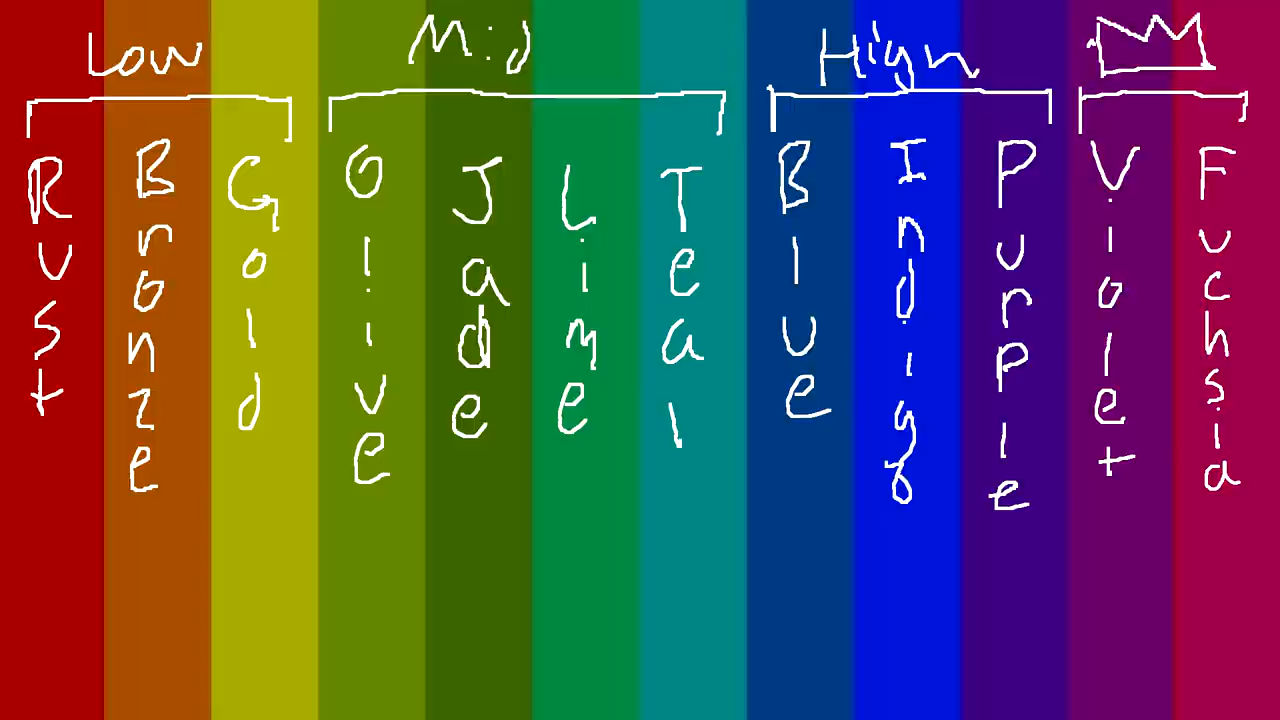 Low
Mid
High
Rust
Bronze
Gold
Olive
Jade
Lime
Teal
Blue
Indigo
Purple
Violet
Fuchsia